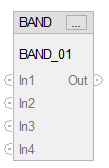 BAND ...
BAND_01
In1 Out
In2
In3
In4